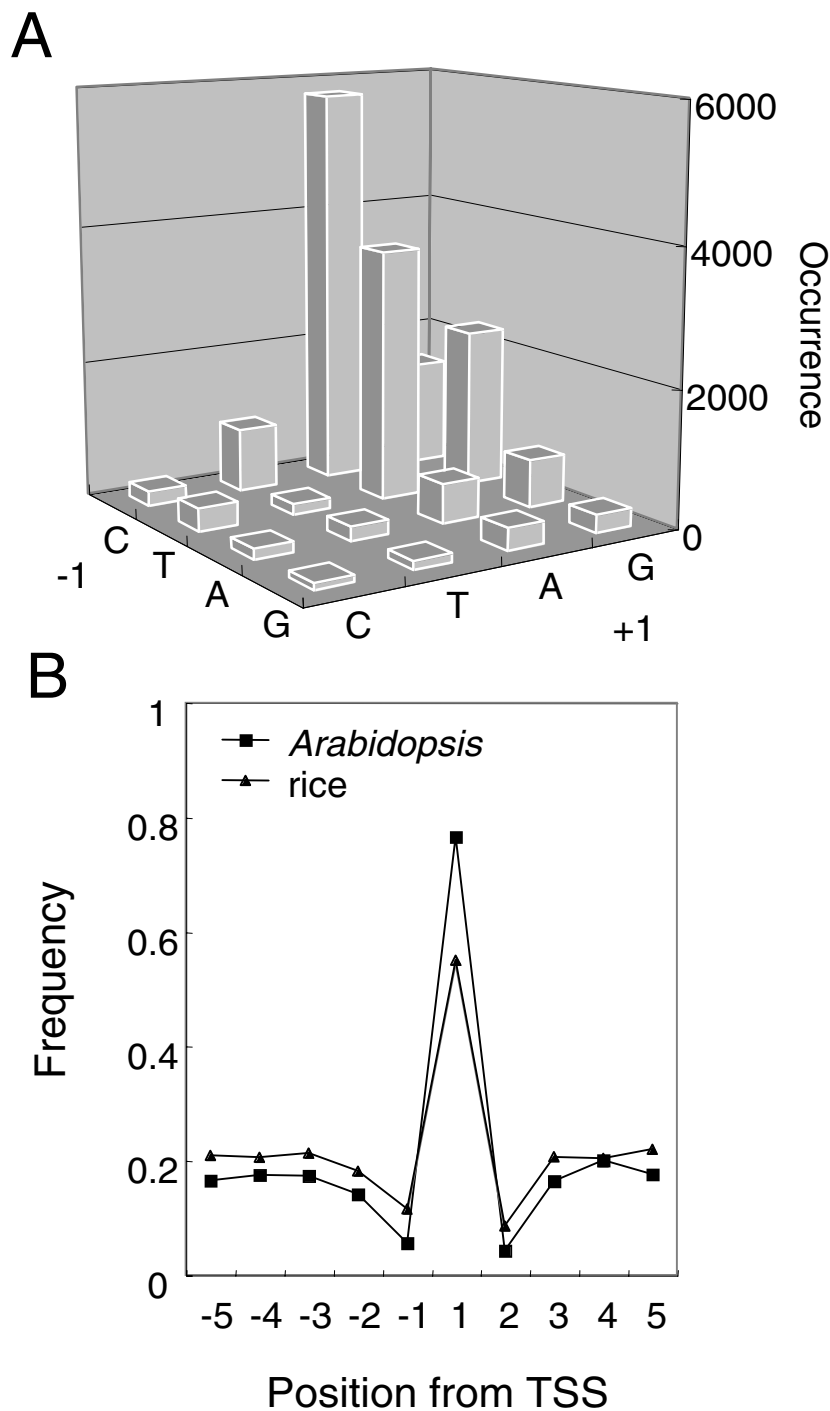 A
6000
4000
2000
0
Occurrence
C
T
A
G
-1
C
T
A
G
+1
B
1
0.8
0.6
0.4
0.2
0
Frequency
Arabidopsis
rice
-5 -4 -3 -2 -1 1 2 3 4 5
Position from TSS